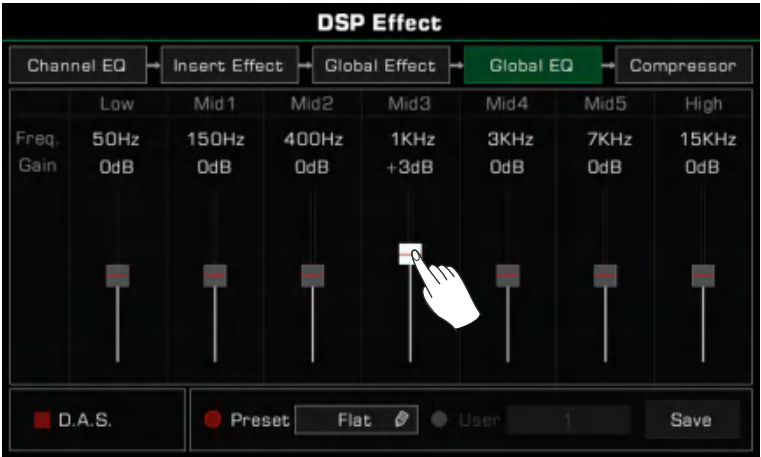 DSP Effect
Channel EQ Insert Effect Global Effect Global EQ Compressor
Low Mid1 Mid2 Mid3 Mid4 Mid5 High
Freq. 50Hz 150Hz 400Hz 1KHz 3KHz 7KHz 15KHz
Gain 0dB 0dB 0dB +3dB 0dB 0dB 0dB
D.A.S. Preset Flat User 1 Save